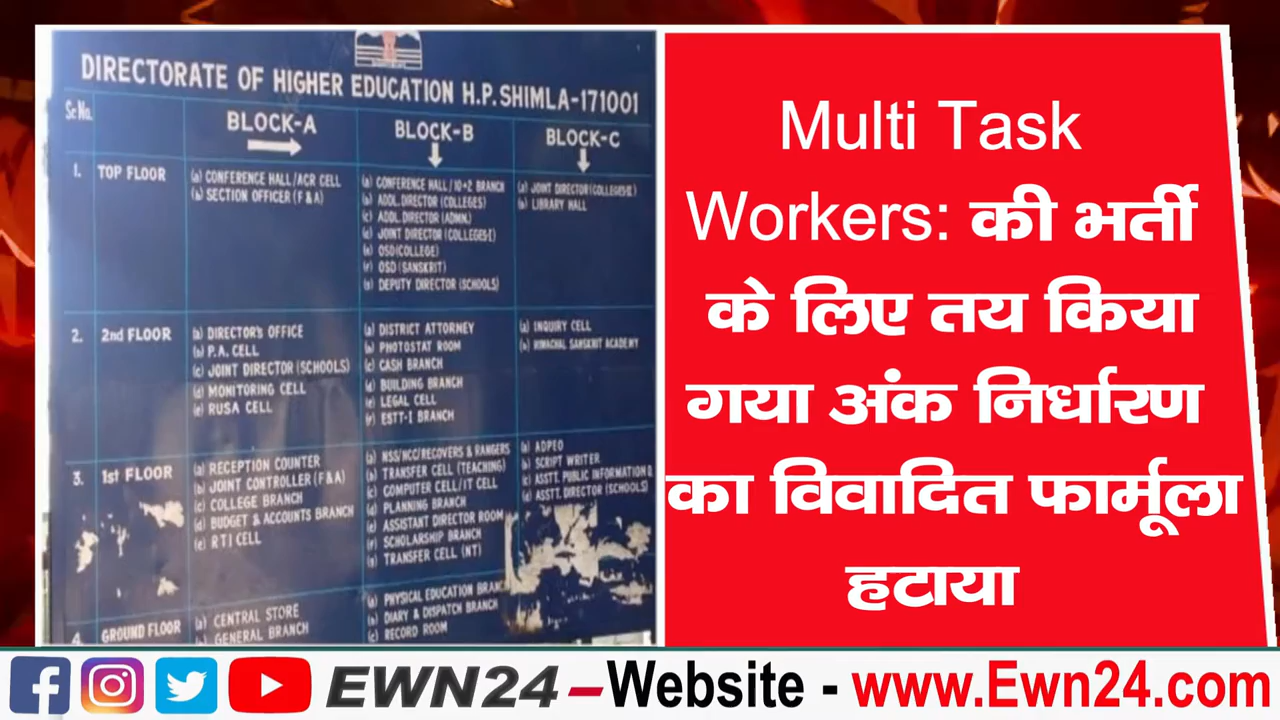 DIRECTORATE OF HIGHER EDUCATION H.P. SHIMLA-171001
Sr.No.
BLOCK-A
BLOCK-B
BLOCK-C
1. TOP FLOOR
(a) CONFERENCE HALL/ACR CELL
(b) SECTION OFFICER (F&A)
(a) CONFERENCE HALL/10+2 BRANCH
(b) ADDL.DIRECTOR (COLLEGES)
(c) ADDL.DIRECTOR (ADMN.)
(d) JOINT DIRECTOR (COLLEGES-I)
(e) OSD(COLLEGE)
(f) OSD (SANSKRIT)
(g) DEPUTY DIRECTOR (SCHOOLS)
(a) JOINT DIRECTOR(COLLEGES-II)
(b) LIBRARY HALL
2. 2nd FLOOR
(a) DIRECTOR'S OFFICE
(b) P.A. CELL
(c) JOINT DIRECTOR (SCHOOLS)
(d) MONITORING CELL
(e) RUSA CELL
(a) DISTRICT ATTORNEY
(b) PHOTOSTAT ROOM
(c) CASH BRANCH
(d) BUILDING BRANCH
(e) LEGAL CELL
(f) ESTT-I BRANCH
(a) INQUIRY CELL
(b) HIMACHAL SANSKRIT ACADEMY
3. 1st FLOOR
(a) RECEPTION COUNTER
(b) JOINT CONTROLLER (F&A)
(c) COLLEGE BRANCH
(d) BUDGET & ACCOUNTS BRANCH
(e) RTI CELL
(a) NSS/NCC/RECOVERS & RANGERS
(b) TRANSFER CELL (TEACHING)
(c) COMPUTER CELL/IT CELL
(d) PLANNING BRANCH
(e) ASSISTANT DIRECTOR ROOM
(f) SCHOLARSHIP BRANCH
(g) TRANSFER CELL (NT)
(a) ADPEO
(b) SCRIPT WRITER
(c) ASSTT. PUBLIC INFORMATION O.
(d) ASSTT. DIRECTOR (SCHOOLS)
4. GROUND FLOOR
(a) CENTRAL STORE
(b) GENERAL BRANCH
(a) PHYSICAL EDUCATION BRANC
(b) DIARY & DISPATCH BRANCH
(c) RECORD ROOM
Multi Task
Workers: की भर्ती
के लिए तय किया
गया अंक निर्धारण
का विवादित फार्मूला
हटाया
EWN24 – Website - www.Ewn24.com